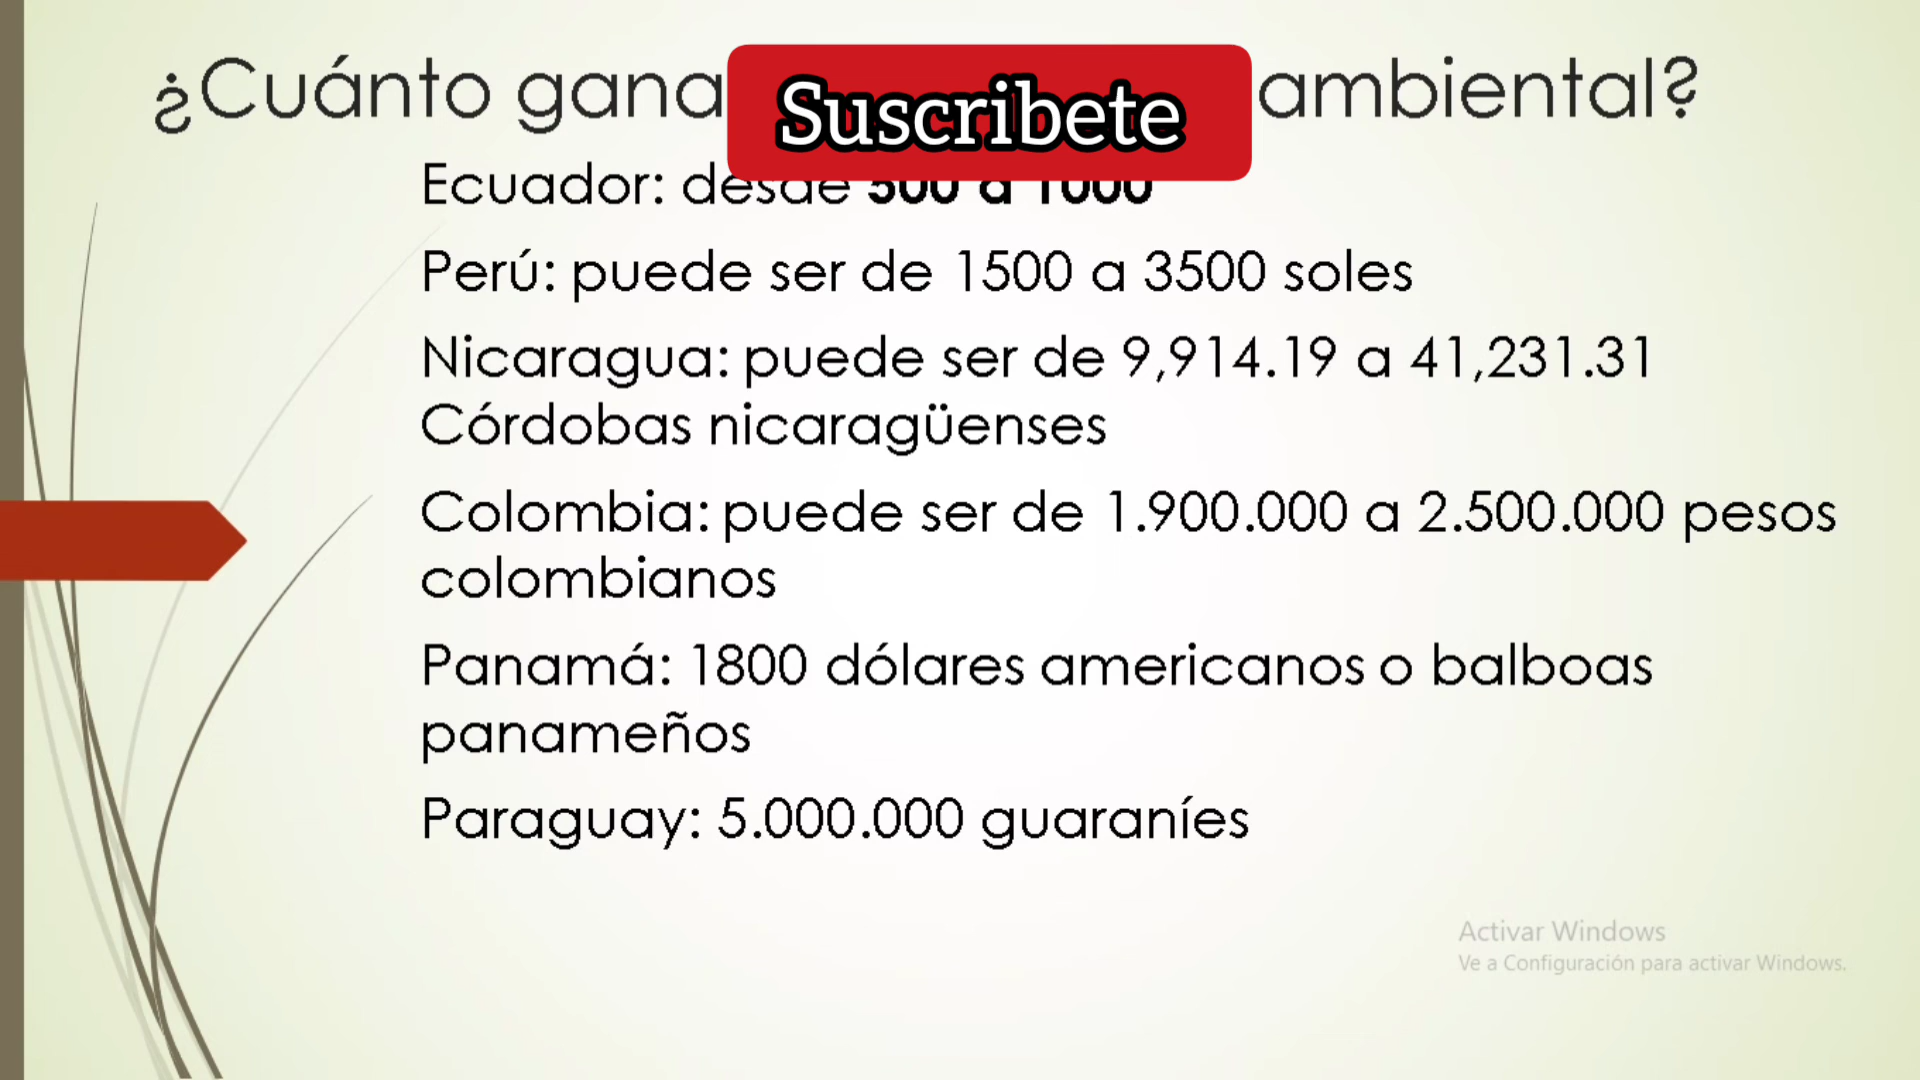 ¿Cuánto gana ambiental?
Suscribete
Ecuador: desde 500 a 1000
Perú: puede ser de 1500 a 3500 soles
Nicaragua: puede ser de 9,914.19 a 41,231.31
Córdobas nicaragüenses
Colombia: puede ser de 1.900.000 a 2.500.000 pesos
colombianos
Panamá: 1800 dólares americanos o balboas
panameños
Paraguay: 5.000.000 guaraníes
Activar Windows
Ve a Configuración para activar Windows.